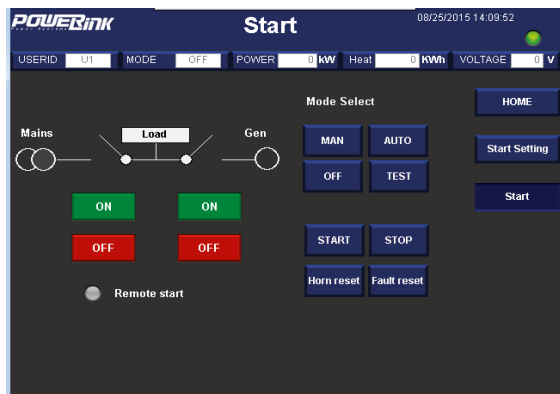 POWERLINK
Power Systems
Start
08/25/2015 14:09:52
USERID U1 MODE OFF POWER 0 kW Heat 0 KWh VOLTAGE 0 V
Mode Select
HOME
Mains Load Gen
MAN AUTO
Start Setting
OFF TEST
Start
ON ON
START STOP
OFF OFF
Horn reset Fault reset
Remote start